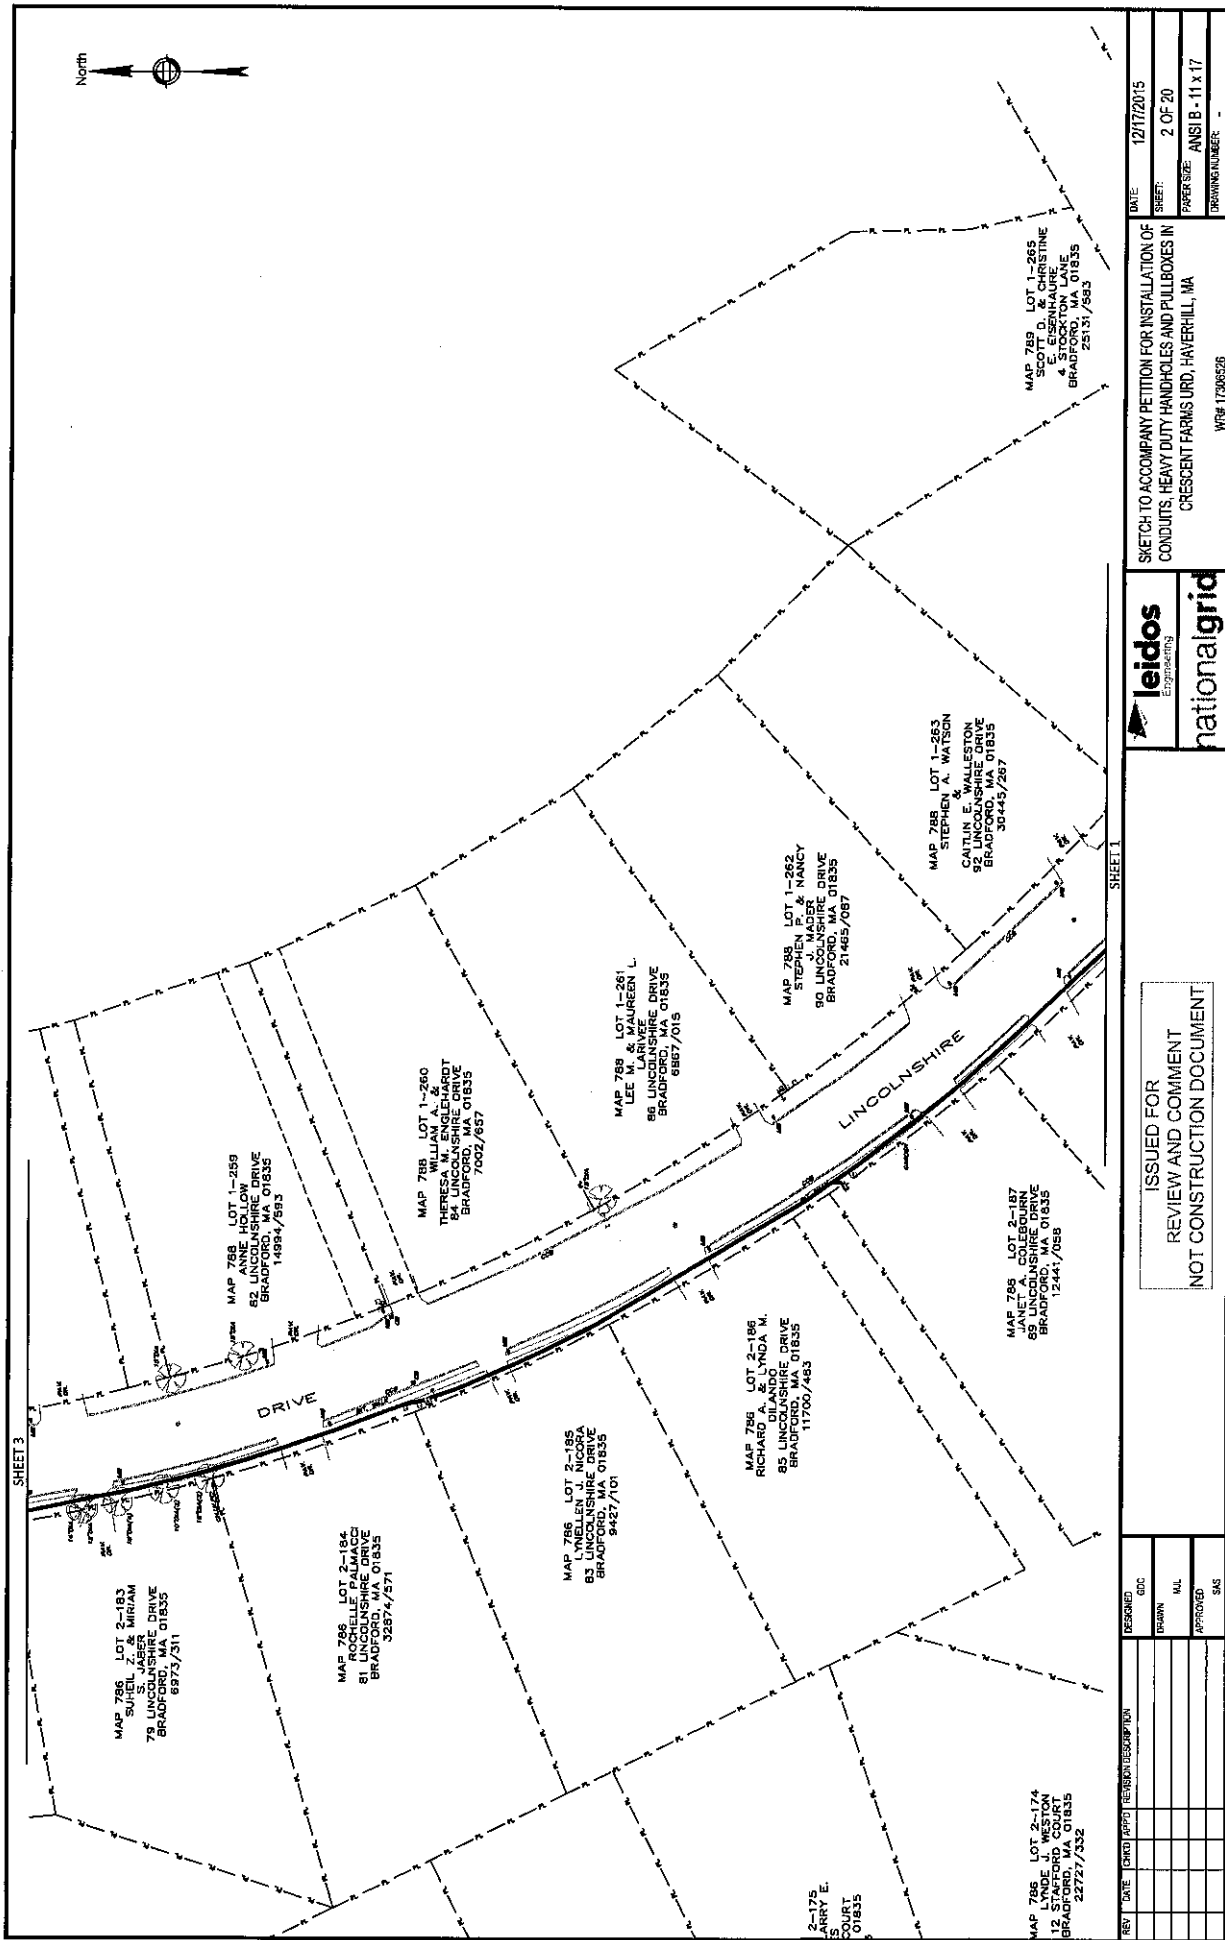 North
SHEET 3
MAP 786 LOT 2-183
SUHEIL Z. & MIRIAM
S. JABER
79 LINCOLNSHIRE DRIVE
BRADFORD, MA 01835
6973/311
MAP 788 LOT 1-259
ANNE HOLLOW
82 LINCOLNSHIRE DRIVE
BRADFORD, MA 01835
14994/593
DRIVE
MAP 786 LOT 2-184
ROCHELLE PALMACCI
81 LINCOLNSHIRE DRIVE
BRADFORD, MA 01835
32874/571
MAP 788 LOT 1-260
WILLIAM A. &
THERESA M. ENGLEHARDT
84 LINCOLNSHIRE DRIVE
BRADFORD, MA 01835
7002/657
MAP 786 LOT 2-185
LYNELLEN J. NICORA
83 LINCOLNSHIRE DRIVE
BRADFORD, MA 01835
9427/101
MAP 788 LOT 1-261
LEE M. & MAUREEN L.
LARIVEE
86 LINCOLNSHIRE DRIVE
BRADFORD, MA 01835
6867/015
MAP 786 LOT 2-186
RICHARD A. & LYNDA M.
DILANDO
85 LINCOLNSHIRE DRIVE
BRADFORD, MA 01835
11700/463
MAP 788 LOT 1-262
STEPHEN P. & NANCY
J. MADER
90 LINCOLNSHIRE DRIVE
BRADFORD, MA 01835
21465/087
LINCOLNSHIRE
MAP 788 LOT 1-263
STEPHEN A. WATSON
&
CAITLIN E. WALLESTON
92 LINCOLNSHIRE DRIVE
BRADFORD, MA 01835
30445/267
MAP 789 LOT 1-265
SCOTT D. & CHRISTINE
E. EISENHAURE
4 STOCKTON LANE
BRADFORD, MA 01835
25131/583
MAP 786 LOT 2-187
JANET A. COLEBOURN
89 LINCOLNSHIRE DRIVE
BRADFORD, MA 01835
12441/058
2-175
ARRY E.
ES
COURT
01835
MAP 786 LOT 2-174
LYNDE J. WESTON
12 STAFFORD COURT
BRADFORD, MA 01835
22727/332
SHEET 1
REV DATE CHK'D APP'D REVISION DESCRIPTION
DESIGNED
GDC
DRAWN
MJL
APPROVED
SAS
ISSUED FOR
REVIEW AND COMMENT
NOT CONSTRUCTION DOCUMENT
leidos
Engineering
nationalgrid
SKETCH TO ACCOMPANY PETITION FOR INSTALLATION OF
CONDUITS, HEAVY DUTY HANDHOLES AND PULLBOXES IN
CRESCENT FARMS URD, HAVERHILL, MA
WR# 17306526
DATE: 12/17/2015
SHEET: 2 OF 20
PAPER SIZE: ANSI B - 11 x 17
DRAWING NUMBER: -